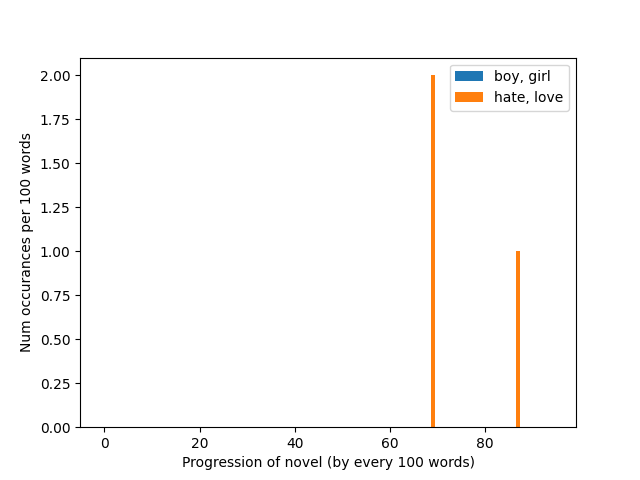 boy, girl
hate, love
2.00
1.75
1.50
1.25
1.00
0.75
0.50
0.25
0.00
Num occurances per 100 words
0 20 40 60 80
Progression of novel (by every 100 words)